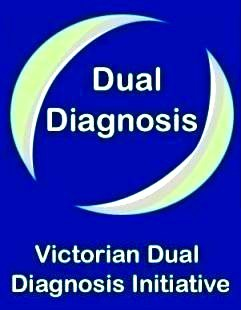 Dual
Diagnosis
Victorian Dual
Diagnosis Initiative